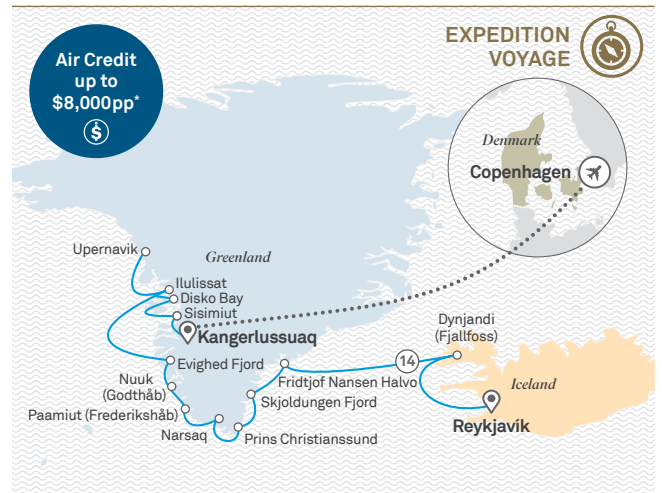 Air Credit
up to
$8,000pp*
$
EXPEDITION
VOYAGE
Denmark
Copenhagen
Upernavik
Greenland
Ilulissat
Disko Bay
Sisimiut
Kangerlussuaq
Dynjandi
(Fjallfoss)
14
Evighed Fjord
Fridtjof Nansen Halvo
Nuuk
(Godthåb)
Iceland
Skjoldungen Fjord
Paamiut (Frederikshåb)
Reykjavík
Narsaq
Prins Christianssund